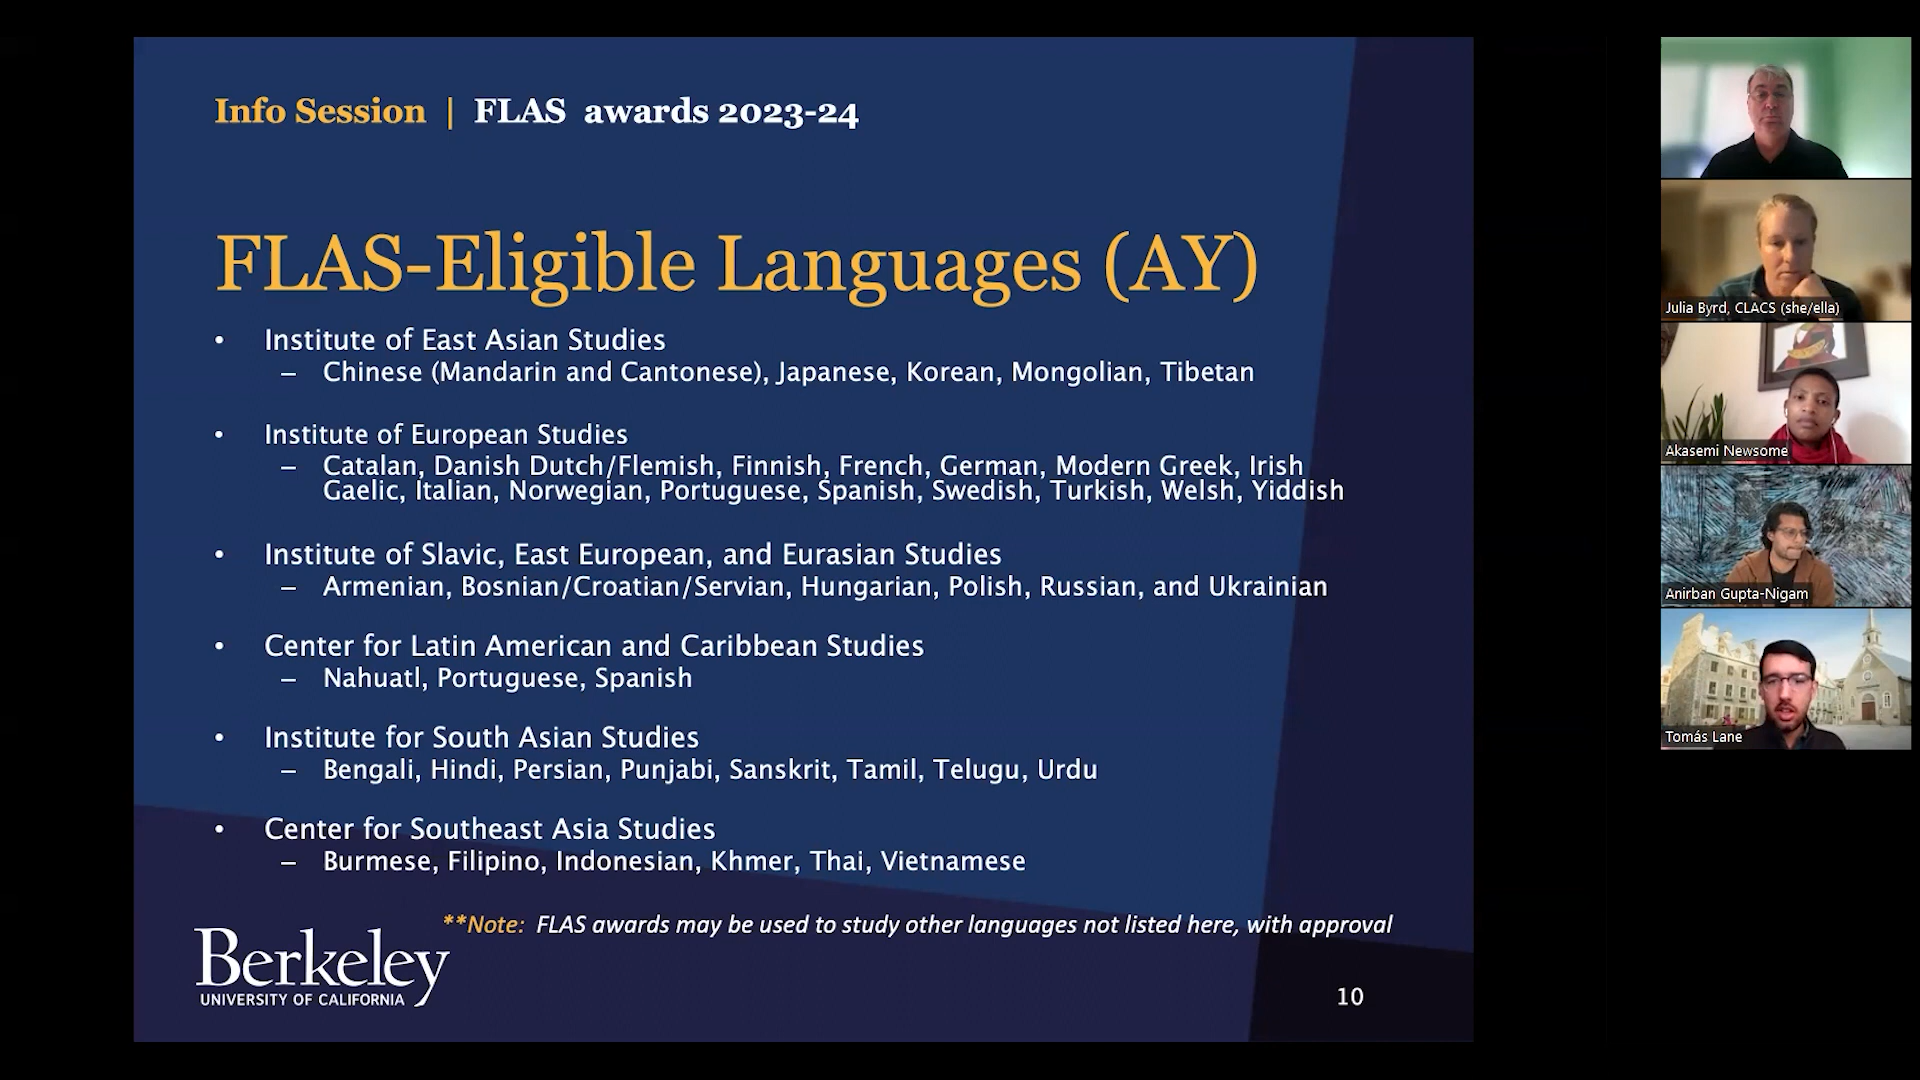 Info Session | FLAS awards 2023-24
FLAS-Eligible Languages (AY)
• Institute of East Asian Studies
– Chinese (Mandarin and Cantonese), Japanese, Korean, Mongolian, Tibetan
• Institute of European Studies
– Catalan, Danish Dutch/Flemish, Finnish, French, German, Modern Greek, Irish
Gaelic, Italian, Norwegian, Portuguese, Spanish, Swedish, Turkish, Welsh, Yiddish
• Institute of Slavic, East European, and Eurasian Studies
– Armenian, Bosnian/Croatian/Servian, Hungarian, Polish, Russian, and Ukrainian
• Center for Latin American and Caribbean Studies
– Nahuatl, Portuguese, Spanish
• Institute for South Asian Studies
– Bengali, Hindi, Persian, Punjabi, Sanskrit, Tamil, Telugu, Urdu
• Center for Southeast Asia Studies
– Burmese, Filipino, Indonesian, Khmer, Thai, Vietnamese
**Note: FLAS awards may be used to study other languages not listed here, with approval
Berkeley
UNIVERSITY OF CALIFORNIA
10
Julia Byrd, CLACS (she/ella)
Akasemi Newsome
Anirban Gupta-Nigam
Tomás Lane